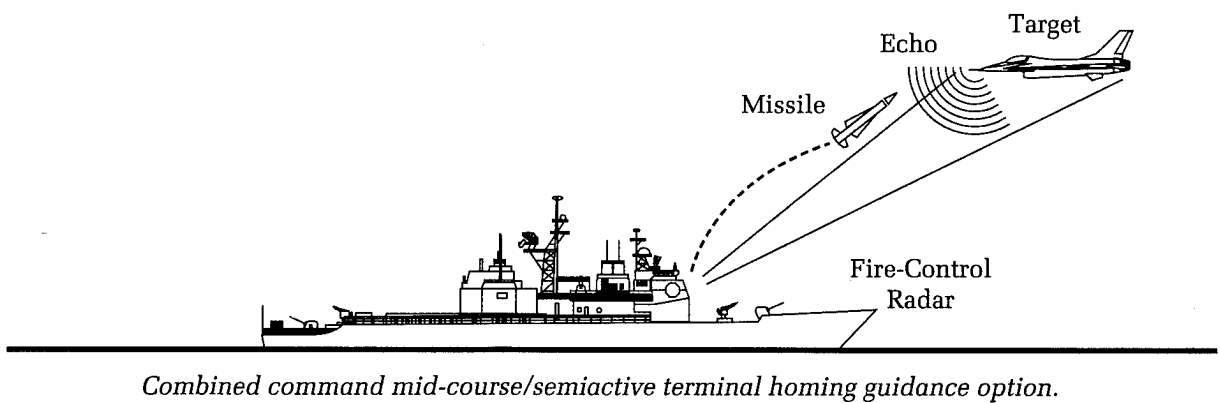 Target
Echo
Missile
Fire-Control
Radar
Combined command mid-course/semiactive terminal homing guidance option.